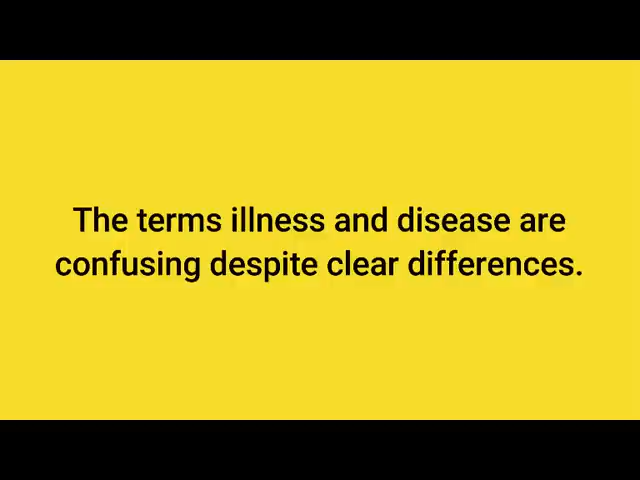 The terms illness and disease are
confusing despite clear differences.